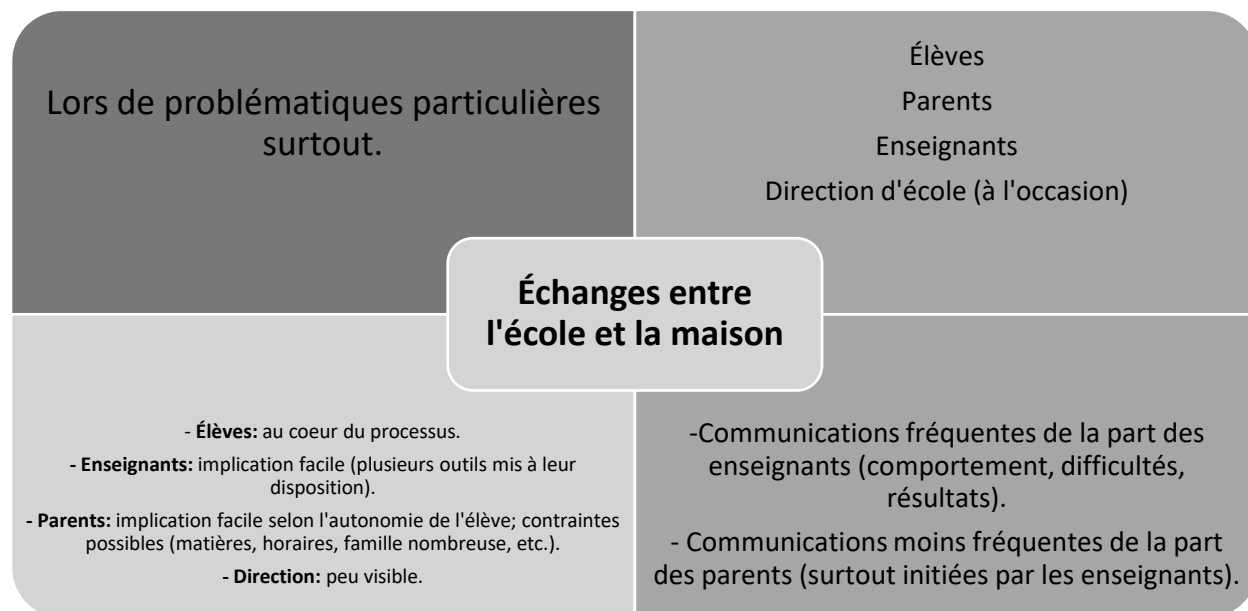 Lors de problématiques particulières
surtout.
Élèves
Parents
Enseignants
Direction d'école (à l'occasion)
Échanges entre
l'école et la maison
- Élèves: au coeur du processus.
- Enseignants: implication facile (plusieurs outils mis à leur
disposition).
- Parents: implication facile selon l'autonomie de l'élève; contraintes
possibles (matières, horaires, famille nombreuse, etc.).
- Direction: peu visible.
-Communications fréquentes de la part des
enseignants (comportement, difficultés,
résultats).
- Communications moins fréquentes de la part
des parents (surtout initiées par les enseignants).